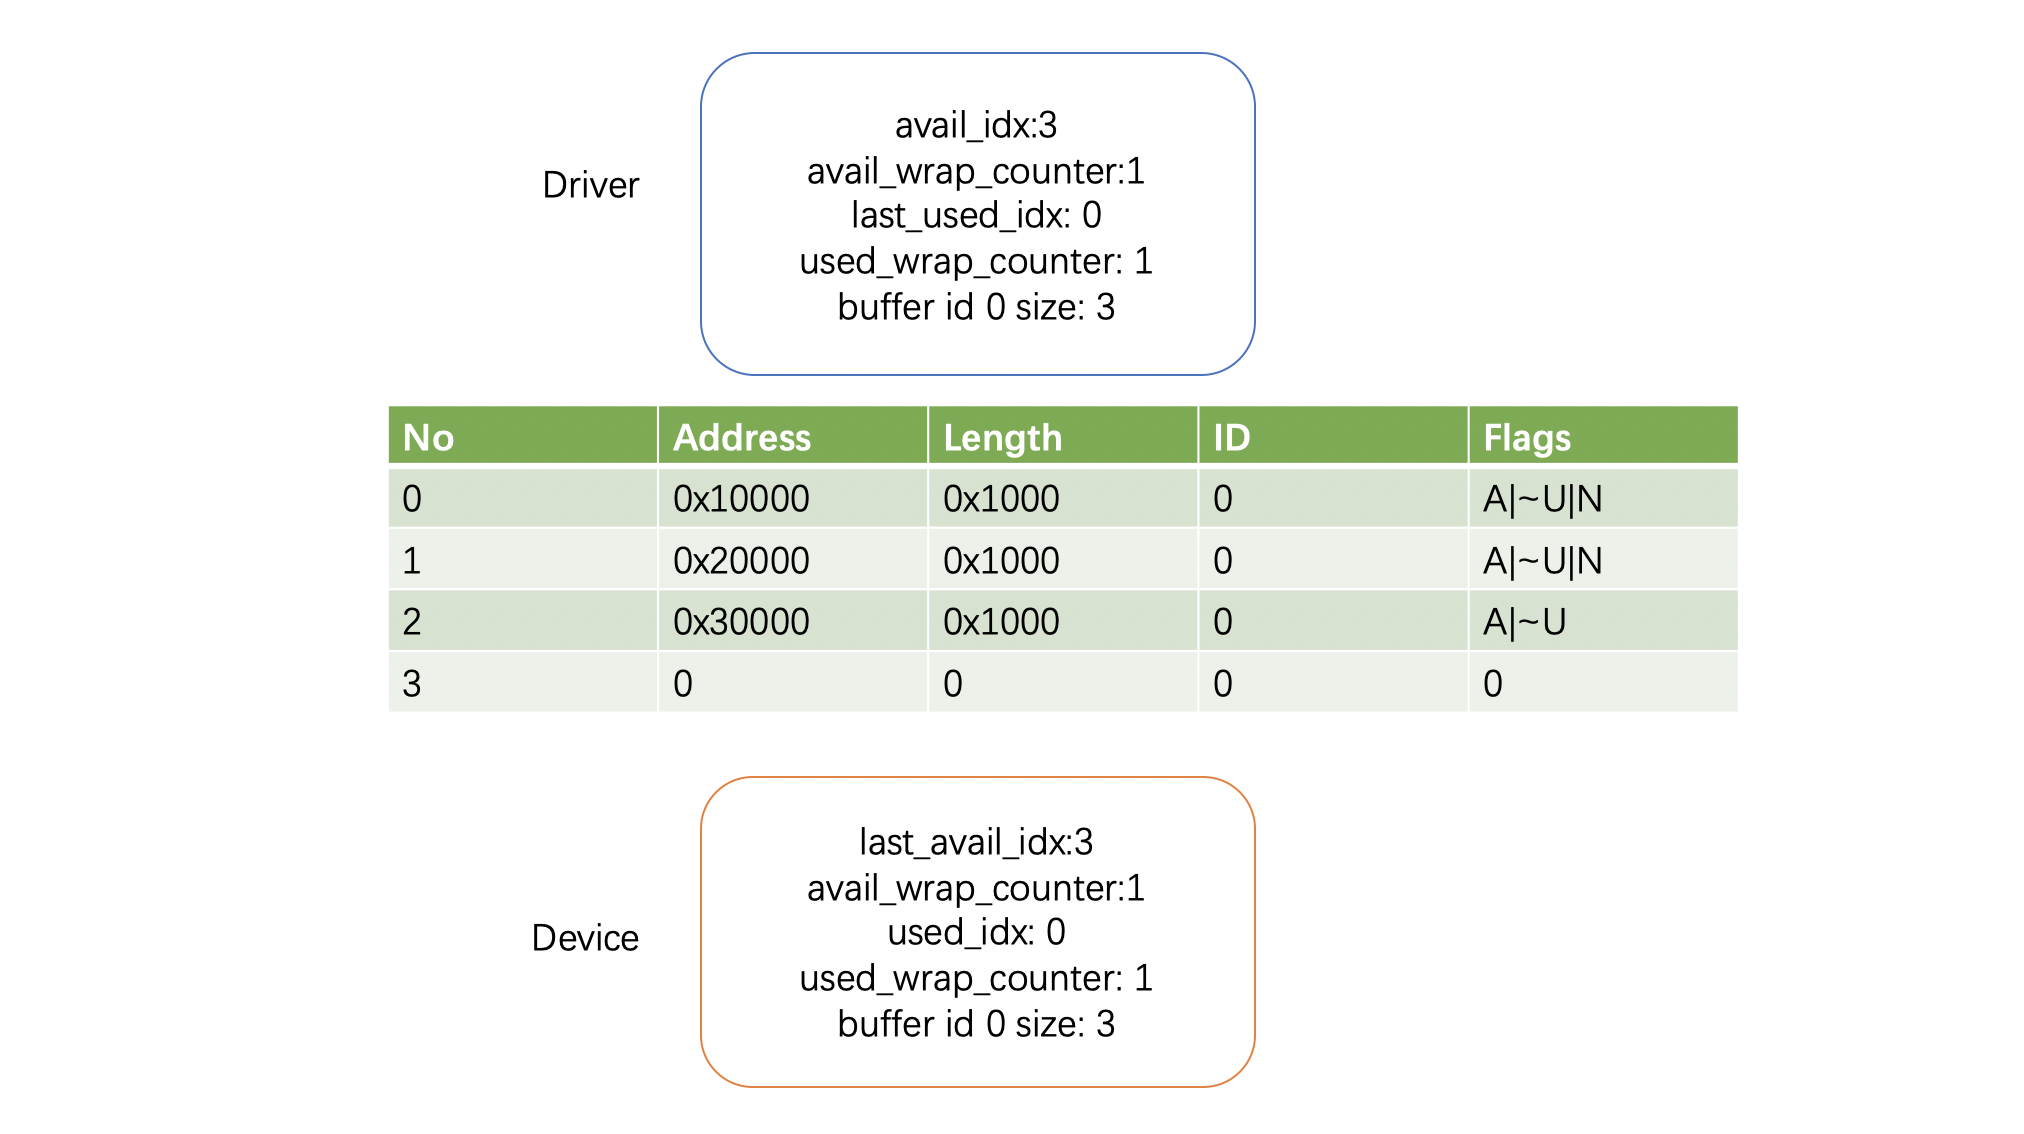 avail_idx:3
avail_wrap_counter:1
Driver
last_used_idx: 0
used_wrap_counter: 1
buffer id 0 size: 3
No Address Length ID Flags
0 0x10000 0x1000 0 A|~U|N
1 0x20000 0x1000 0 A|~U|N
2 0x30000 0x1000 0 A|~U
3 0 0 0 0
last_avail_idx:3
avail_wrap_counter:1
Device
used_idx: 0
used_wrap_counter: 1
buffer id 0 size: 3